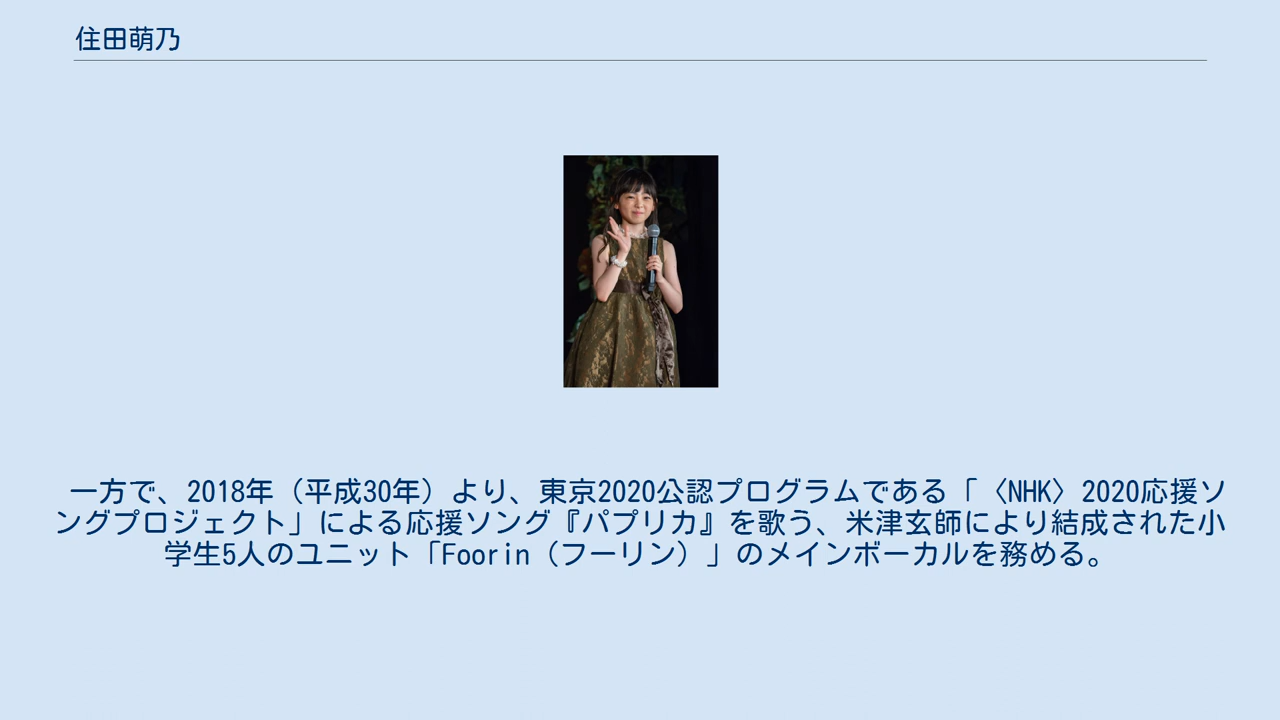 住田萌乃
一方で、2018年（平成30年）より、東京2020公認プログラムである「〈NHK〉2020応援ソ
ングプロジェクト」による応援ソング『パプリカ』を歌う、米津玄師により結成された小
学生5人のユニット「Foorin（フーリン）」のメインボーカルを務める。